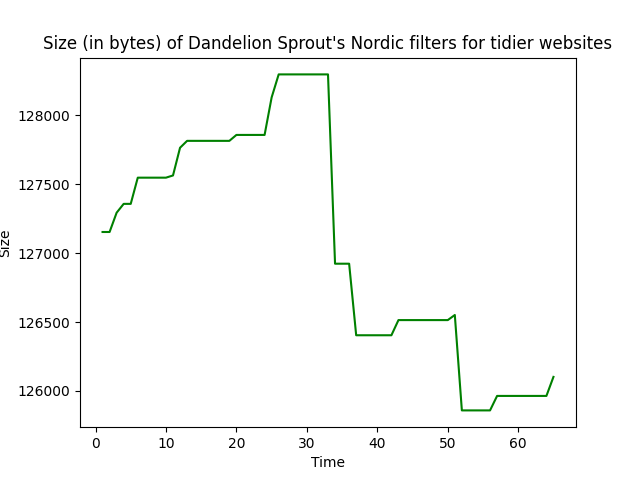 Size (in bytes) of Dandelion Sprout's Nordic filters for tidier websites
128000
127500
127000
126500
126000
Size
0 10 20 30 40 50 60
Time